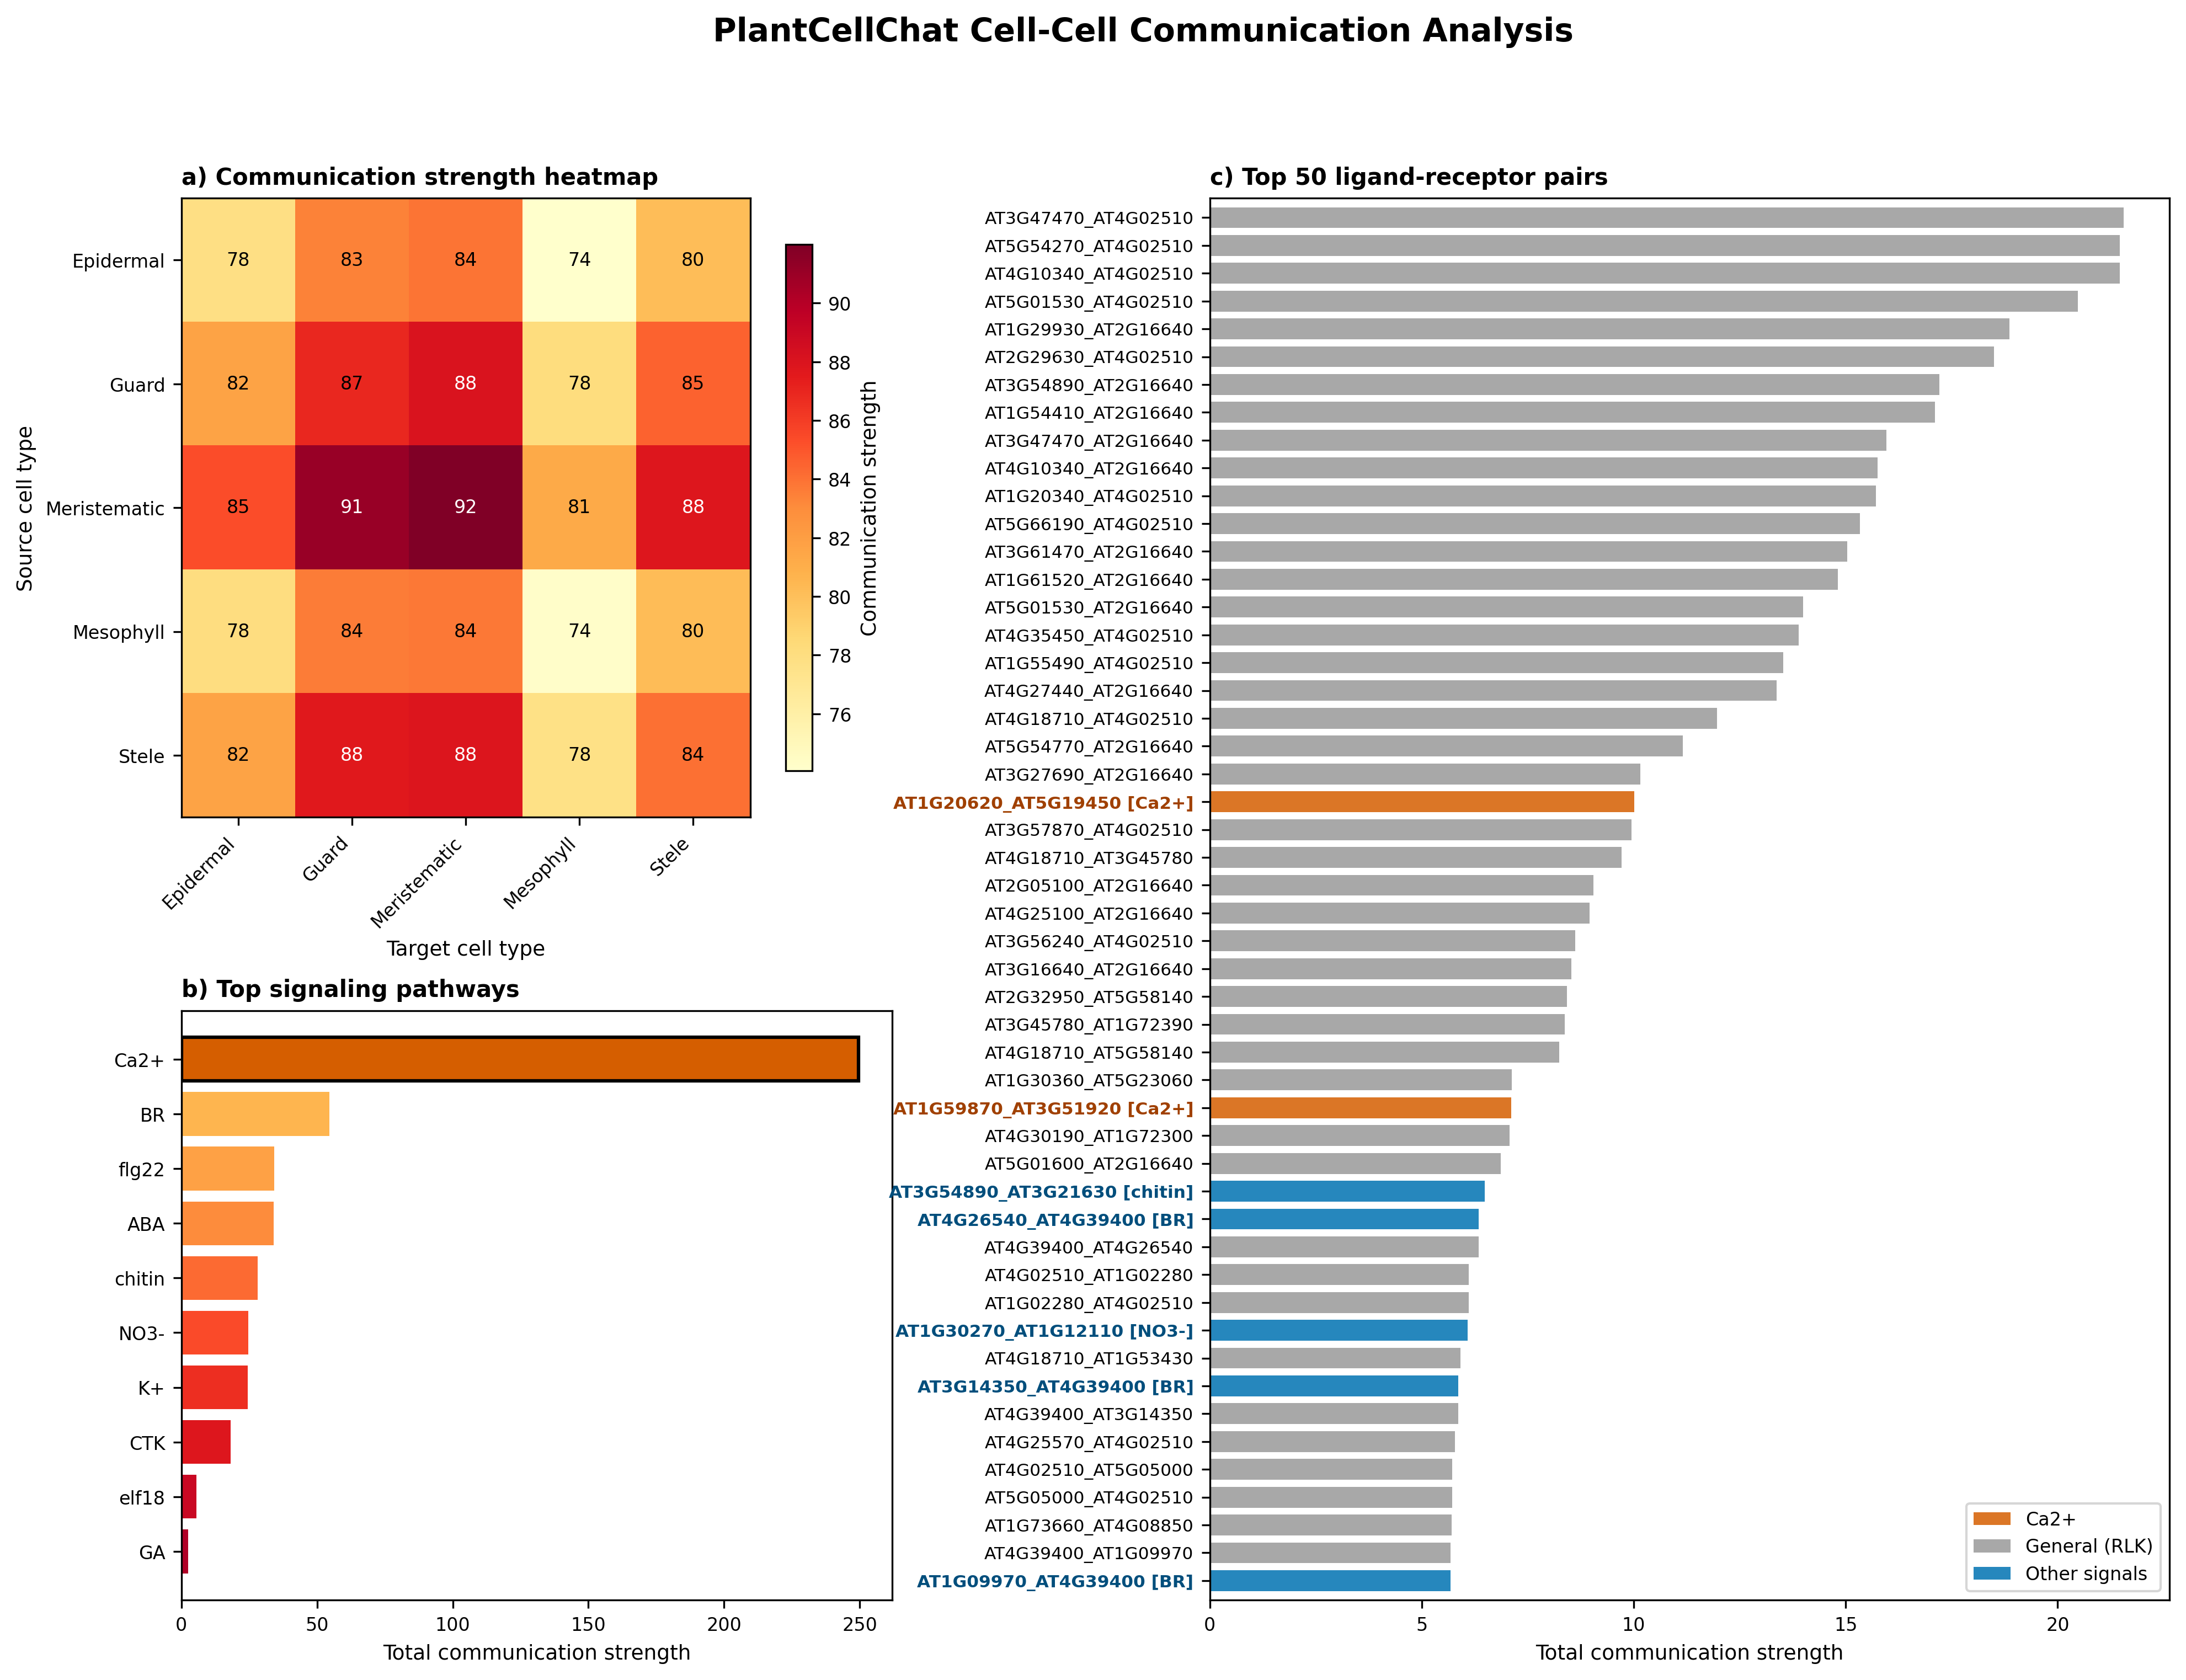 PlantCellChat Cell-Cell Communication Analysis
a) Communication strength heatmap
Source cell type
Epidermal 78 83 84 74 80
Guard 82 87 88 78 85
Meristematic 85 91 92 81 88
Mesophyll 78 84 84 74 80
Stele 82 88 88 78 84
Epidermal Guard Meristematic Mesophyll Stele
Target cell type
90
88
86
84
82
80
78
76
Communication strength
b) Top signaling pathways
Ca2+
BR
flg22
ABA
chitin
NO3-
K+
CTK
elf18
GA
0 50 100 150 200 250
Total communication strength
c) Top 50 ligand-receptor pairs
AT3G47470_AT4G02510
AT5G54270_AT4G02510
AT4G10340_AT4G02510
AT5G01530_AT4G02510
AT1G29930_AT2G16640
AT2G29630_AT4G02510
AT3G54890_AT2G16640
AT1G54410_AT2G16640
AT3G47470_AT2G16640
AT4G10340_AT2G16640
AT1G20340_AT4G02510
AT5G66190_AT4G02510
AT3G61470_AT2G16640
AT1G61520_AT2G16640
AT5G01530_AT2G16640
AT4G35450_AT4G02510
AT1G55490_AT4G02510
AT4G27440_AT2G16640
AT4G18710_AT4G02510
AT5G54770_AT2G16640
AT3G27690_AT2G16640
AT1G20620_AT5G19450 [Ca2+]
AT3G57870_AT4G02510
AT4G18710_AT3G45780
AT2G05100_AT2G16640
AT4G25100_AT2G16640
AT3G56240_AT4G02510
AT3G16640_AT2G16640
AT2G32950_AT5G58140
AT3G45780_AT1G72390
AT4G18710_AT5G58140
AT1G30360_AT5G23060
AT1G59870_AT3G51920 [Ca2+]
AT4G30190_AT1G72300
AT5G01600_AT2G16640
AT3G54890_AT3G21630 [chitin]
AT4G26540_AT4G39400 [BR]
AT4G39400_AT4G26540
AT4G02510_AT1G02280
AT1G02280_AT4G02510
AT1G30270_AT1G12110 [NO3-]
AT4G18710_AT1G53430
AT3G14350_AT4G39400 [BR]
AT4G39400_AT3G14350
AT4G25570_AT4G02510
AT4G02510_AT5G05000
AT5G05000_AT4G02510
AT1G73660_AT4G08850
AT4G39400_AT1G09970
AT1G09970_AT4G39400 [BR]
Ca2+
General (RLK)
Other signals
0 5 10 15 20
Total communication strength